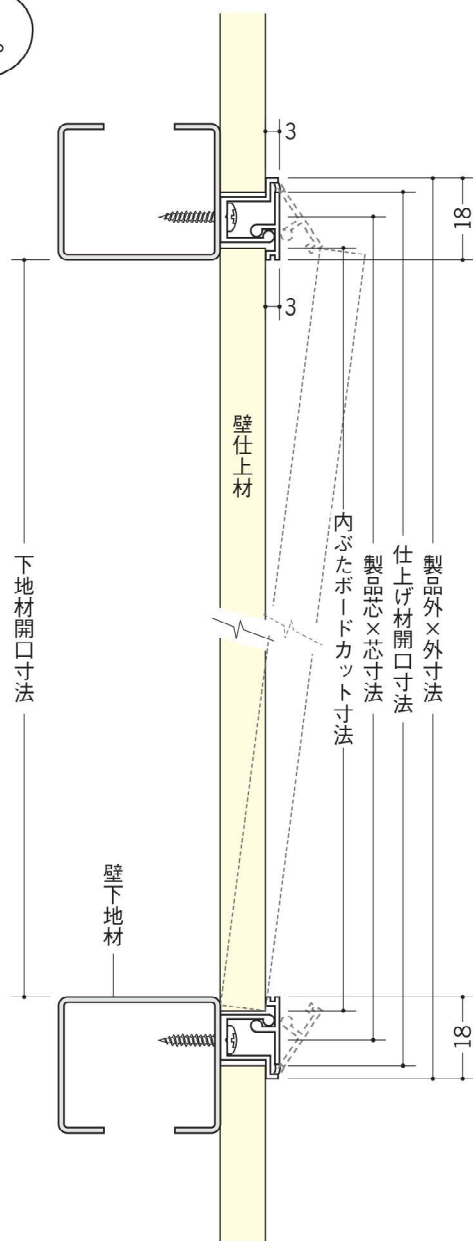 。
3
18
3
壁仕上材
下地材開口寸法
内ぶたボードカット寸法
製品芯×芯寸法
仕上げ材開口寸法
製品外×外寸法
壁下地材
18